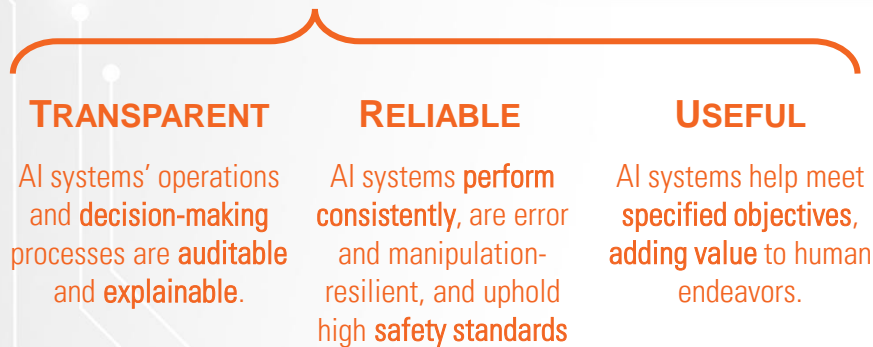 TRANSPARENT
AI systems' operations
and decision-making
processes are auditable
and explainable.
RELIABLE
AI systems perform
consistently, are error
and manipulation-
resilient, and uphold
high safety standards
USEFUL
AI systems help meet
specified objectives,
adding value to human
endeavors.